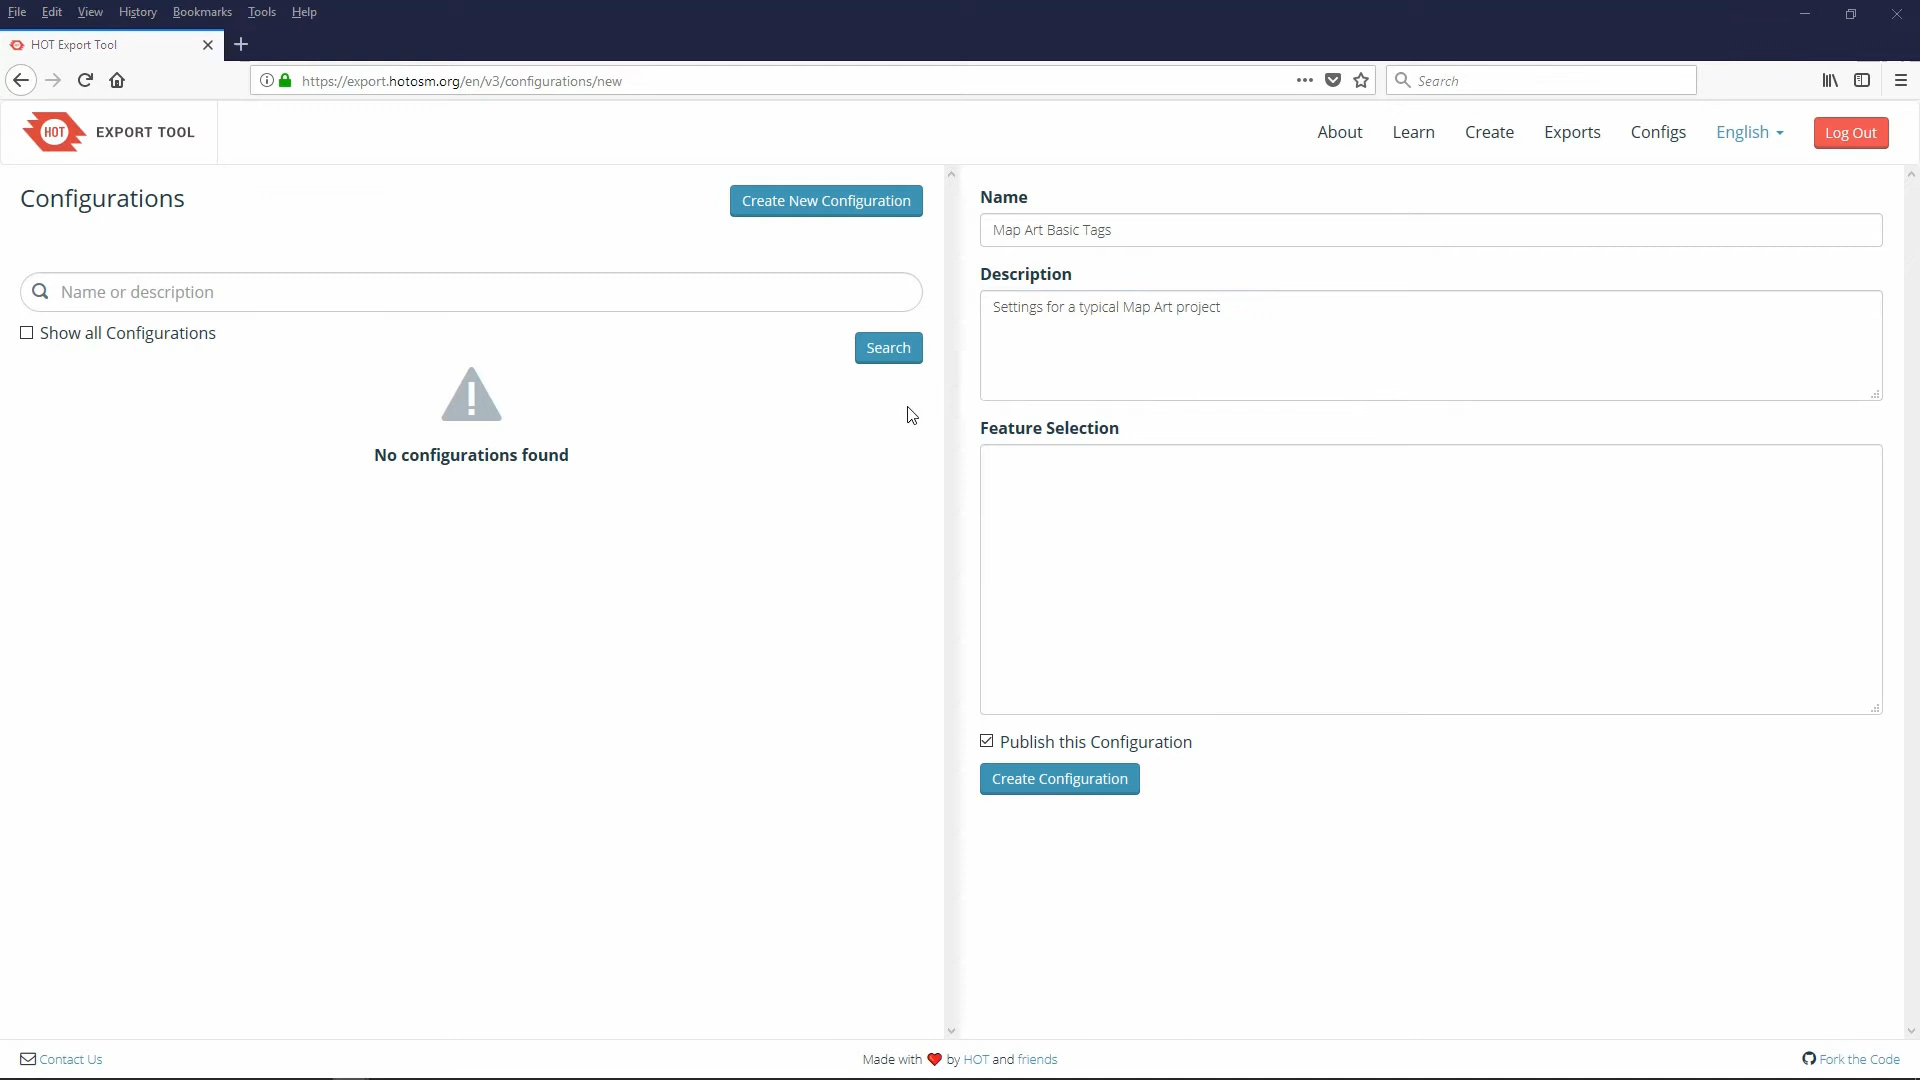 File Edit View History Bookmarks Tools Help
HOT Export Tool
https://export.hotosm.org/en/v3/configurations/new
Search
HOT EXPORT TOOL
About Learn Create Exports Configs English Log Out
Configurations
Create New Configuration
Name or description
Show all Configurations
Search
!
No configurations found
Name
Map Art Basic Tags
Description
Settings for a typical Map Art project
Feature Selection
Publish this Configuration
Create Configuration
Contact Us
Made with ❤ by HOT and friends
Fork the Code